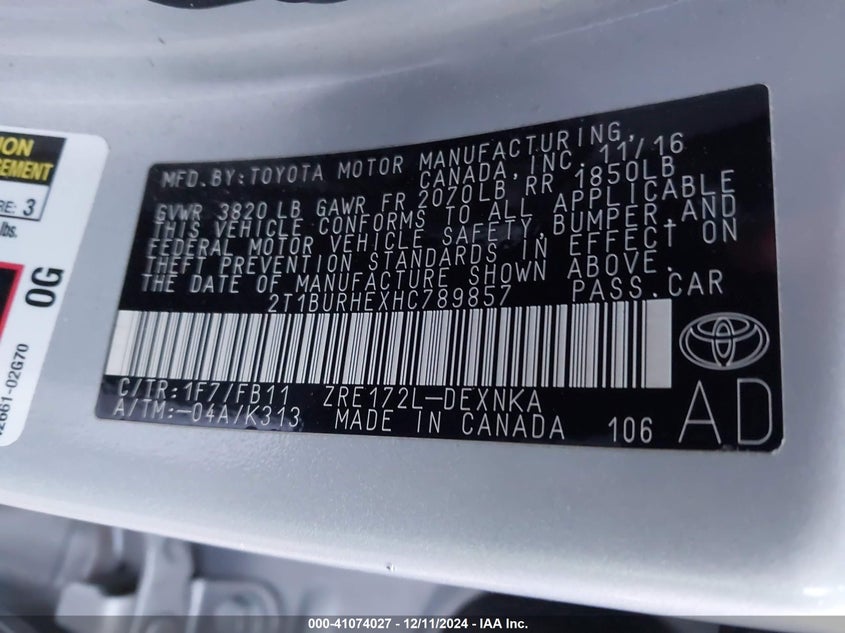 MFD.BY:TOYOTA MOTOR MANUFACTURING,
CANADA,INC. 11/16
GVWR 3820 LB GAWR FR 2070LB RR 1850LB
THIS VEHICLE CONFORMS TO ALL APPLICABLE
FEDERAL MOTOR VEHICLE SAFETY,BUMPER,AND
THEFT PREVENTION STANDARDS IN EFFECT ON
THE DATE OF MANUFACTURE SHOWN ABOVE.
2T1BURHEXHC789857 PASS.CAR
C/TR:1F7/FB11 ZRE172L-DEXNKA
A/TM:-04A/K313 MADE IN CANADA 106
AD
3
lbs.
0G
000-41074027 - 12/11/2024 - IAA Inc.